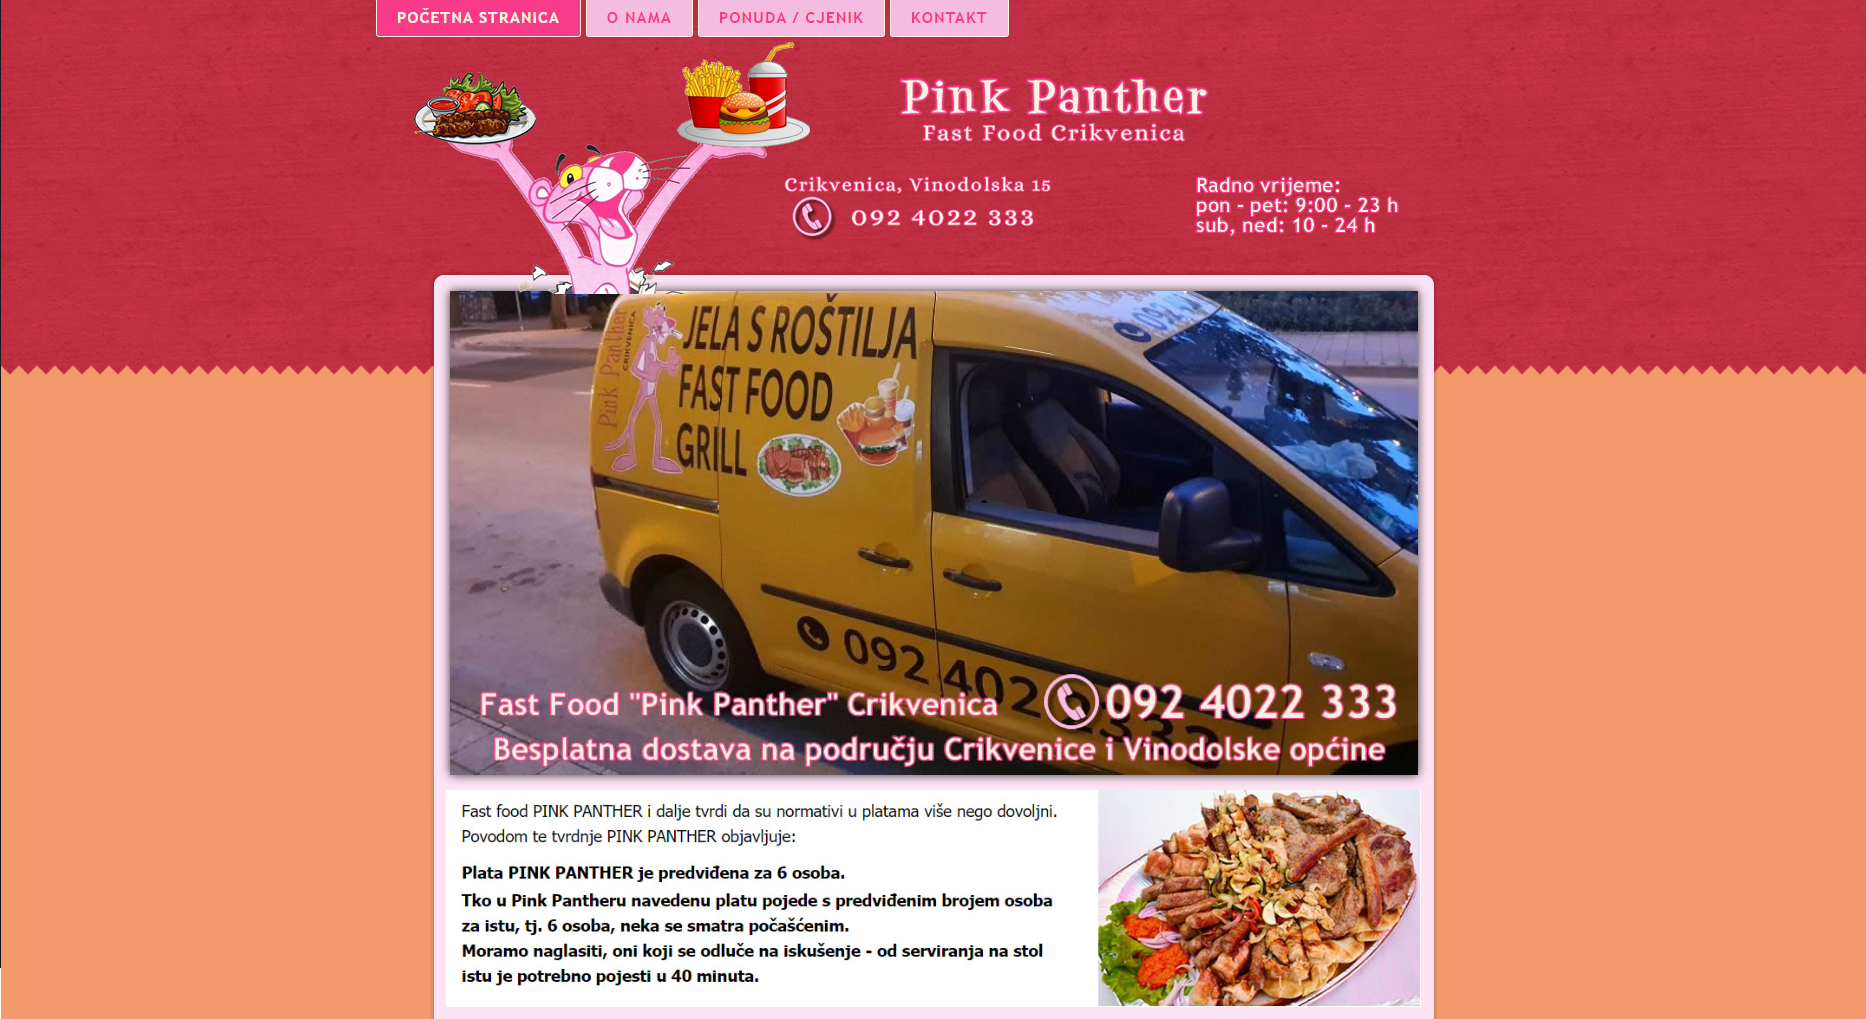 POČETNA STRANICA
O NAMA
PONUDA / CJENIK
KONTAKT
Pink Panther
Fast Food Crikvenica
Crikvenica, Vinodolska 15
092 4022 333
Radno vrijeme:
pon - pet: 9:00 - 23 h
sub, ned: 10 - 24 h
Pink Panther
CRIKVENICA
JELA S ROŠTILJA
FAST FOOD
GRILL
092
092 402 333
Fast Food "Pink Panther" Crikvenica
092 4022 333
Besplatna dostava na području Crikvenice i Vinodolske općine
Fast food PINK PANTHER i dalje tvrdi da su normativi u platama više nego dovoljni.
Povodom te tvrdnje PINK PANTHER objavljuje:
Plata PINK PANTHER je predviđena za 6 osoba.
Tko u Pink Pantheru navedenu platu pojede s predviđenim brojem osoba
za istu, tj. 6 osoba, neka se smatra počašćenim.
Moramo naglasiti, oni koji se odluče na iskušenje - od serviranja na stol
istu je potrebno pojesti u 40 minuta.